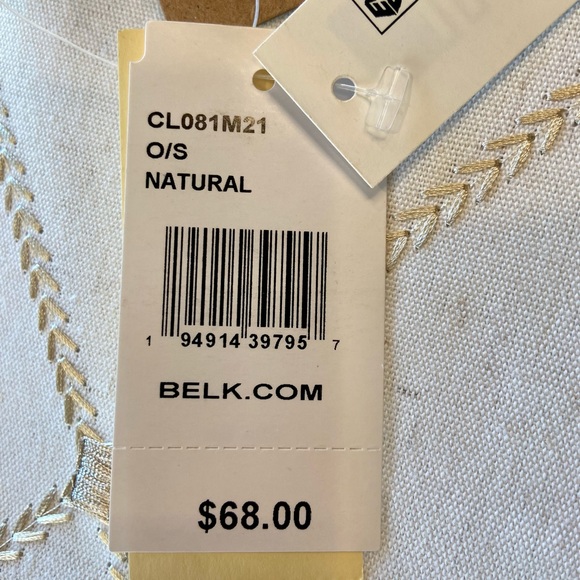 CL081M21
O/S
NATURAL
1 94914 39795 7
BELK.COM
$68.00